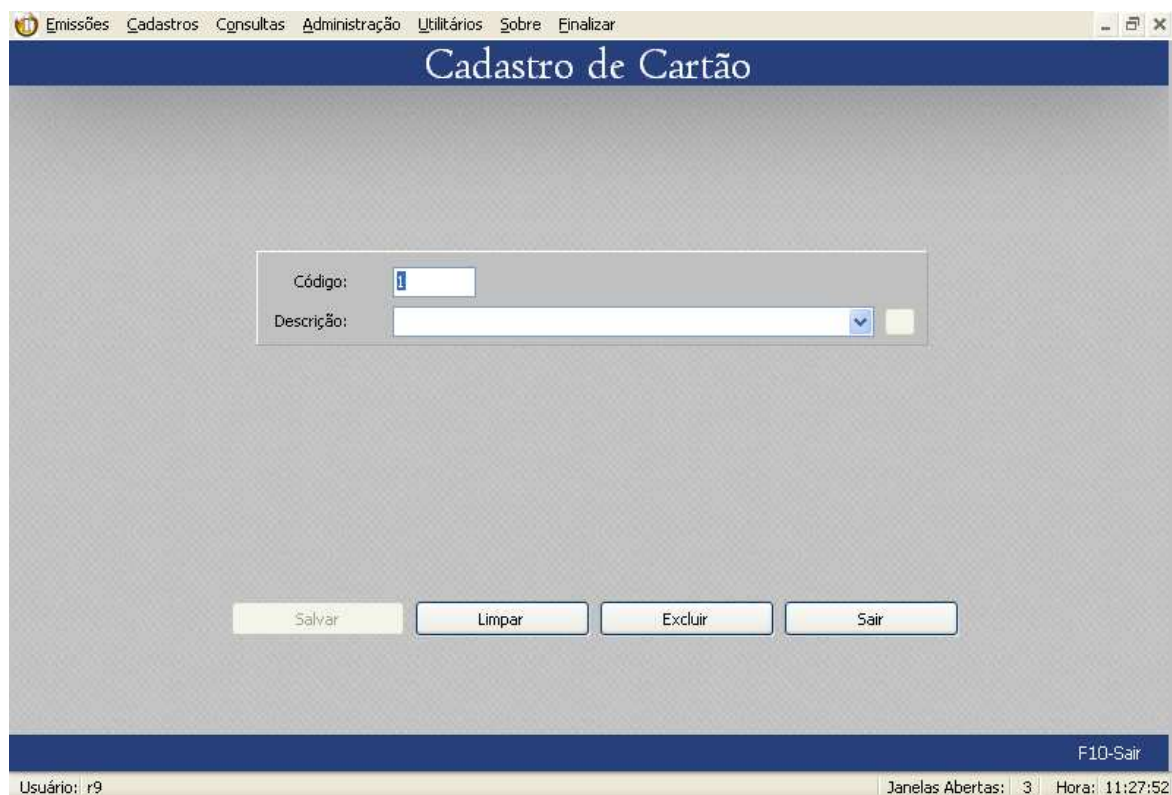 Emissões Cadastros Consultas Administração Utilitários Sobre Finalizar
Cadastro de Cartão
Código: 1
Descrição:
Salvar Limpar Excluir Sair
F10-Sair
Usuário: r9 Janelas Abertas: 3 Hora: 11:27:52